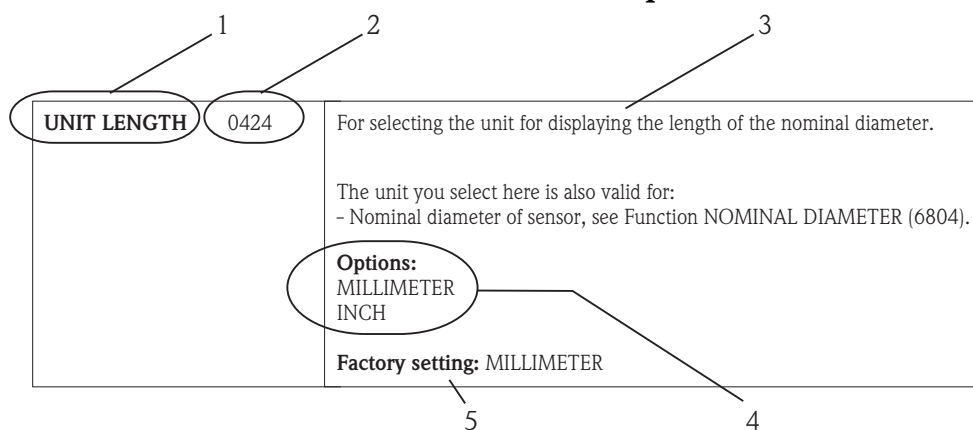 1 2 3
UNIT LENGTH 0424
For selecting the unit for displaying the length of the nominal diameter.
The unit you select here is also valid for:
- Nominal diameter of sensor, see Function NOMINAL DIAMETER (6804).
Options:
MILLIMETER
INCH
Factory setting: MILLIMETER
5 4